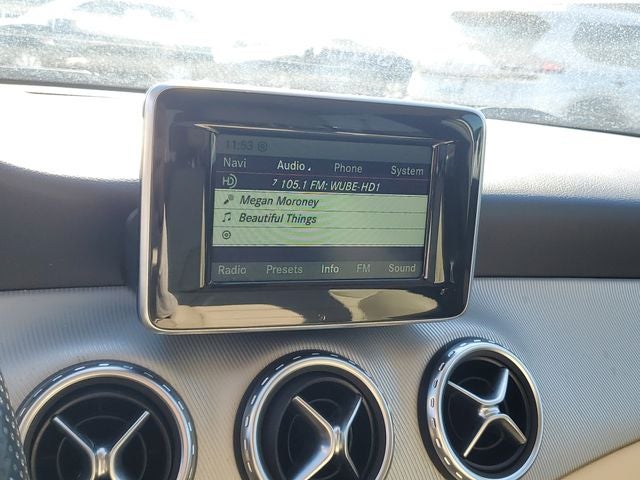 11:53
Navi Audio Phone System
HD 7 105.1 FM: WUBE-HD1
Megan Moroney
Beautiful Things
Radio Presets Info FM Sound